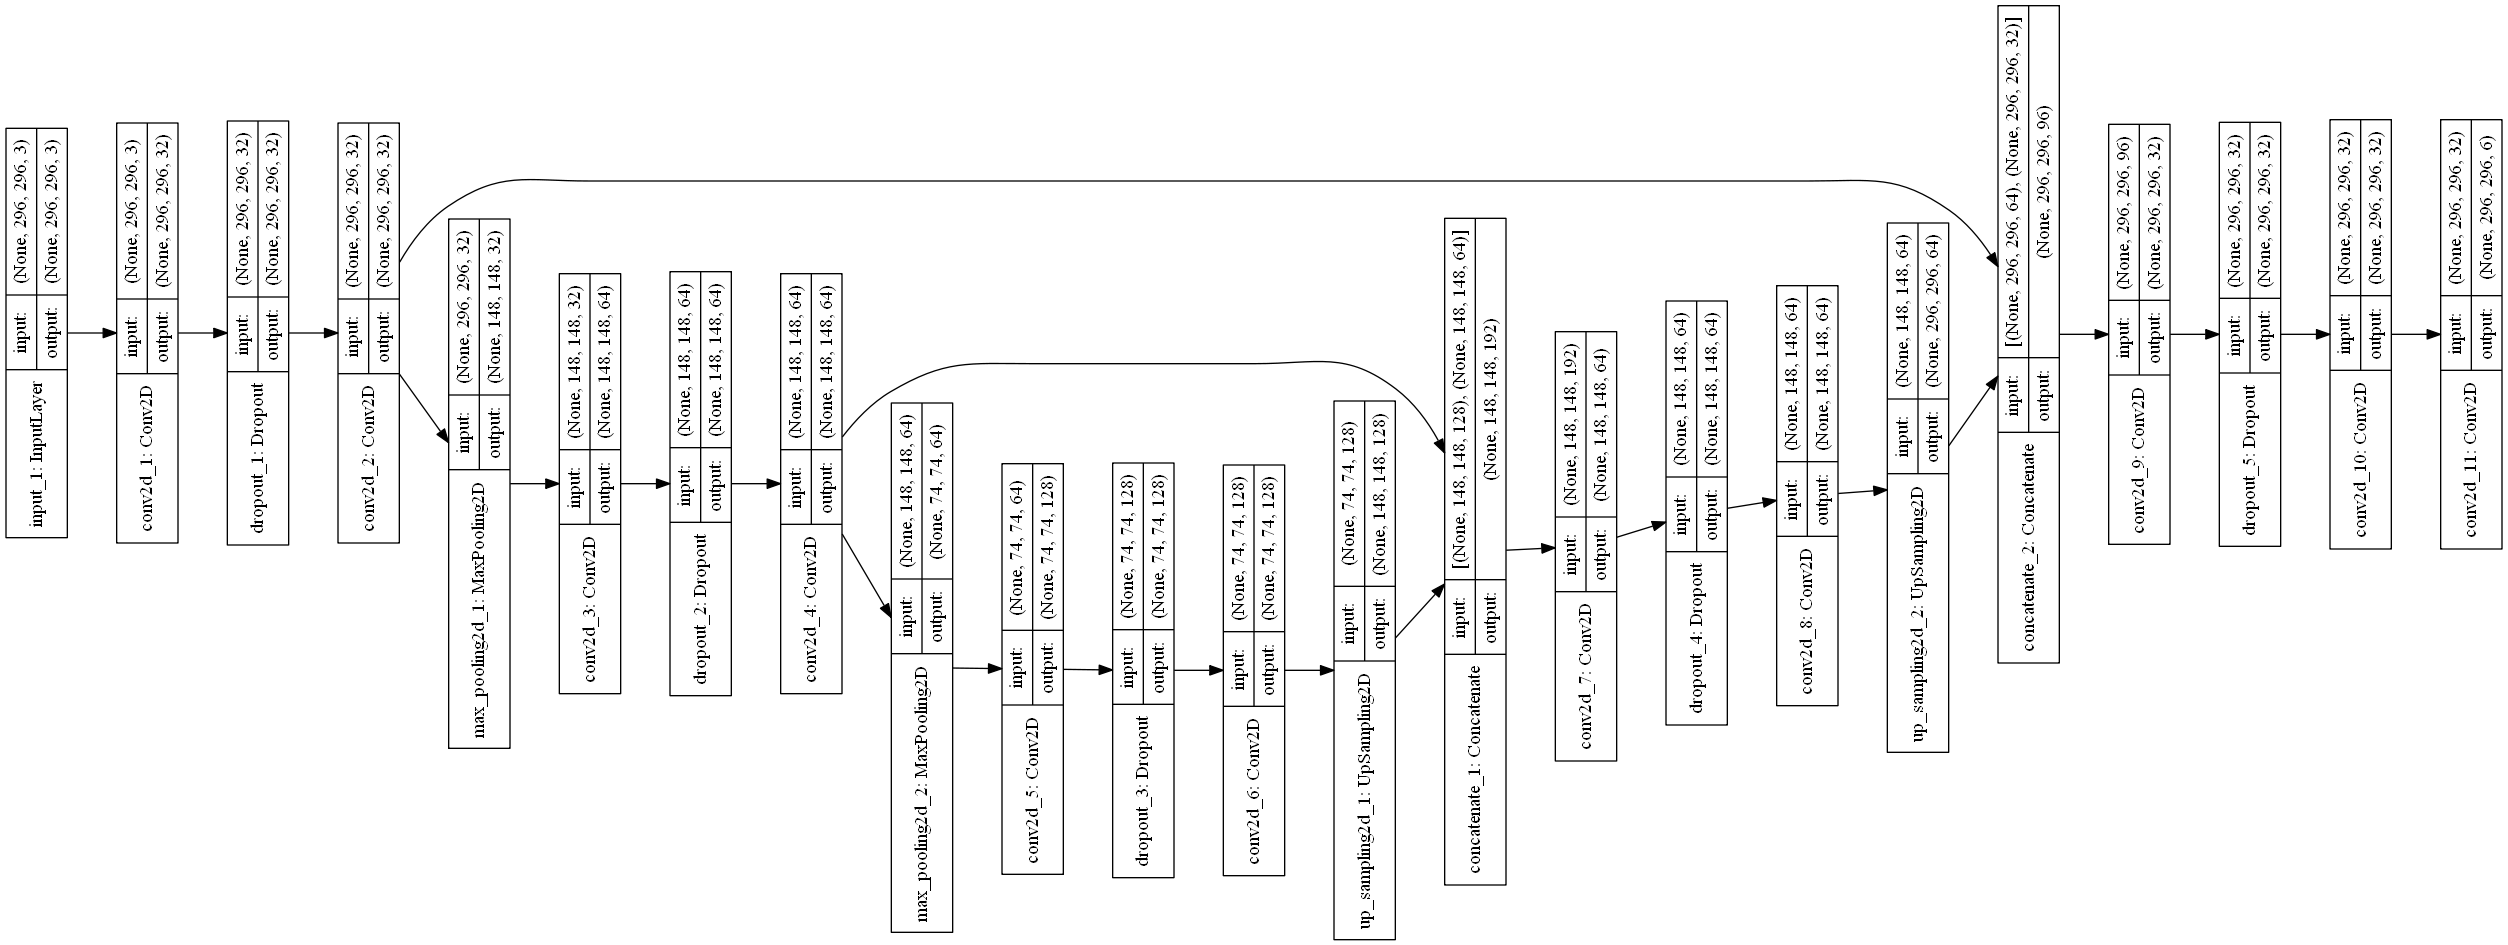 input_1: InputLayer
input:
(None, 296, 296, 3)
output:
(None, 296, 296, 3)
conv2d_1: Conv2D
input:
(None, 296, 296, 3)
output:
(None, 296, 296, 32)
dropout_1: Dropout
input:
(None, 296, 296, 32)
output:
(None, 296, 296, 32)
conv2d_2: Conv2D
input:
(None, 296, 296, 32)
output:
(None, 296, 296, 32)
max_pooling2d_1: MaxPooling2D
input:
(None, 296, 296, 32)
output:
(None, 148, 148, 32)
conv2d_3: Conv2D
input:
(None, 148, 148, 32)
output:
(None, 148, 148, 64)
dropout_2: Dropout
input:
(None, 148, 148, 64)
output:
(None, 148, 148, 64)
conv2d_4: Conv2D
input:
(None, 148, 148, 64)
output:
(None, 148, 148, 64)
max_pooling2d_2: MaxPooling2D
input:
(None, 148, 148, 64)
output:
(None, 74, 74, 64)
conv2d_5: Conv2D
input:
(None, 74, 74, 64)
output:
(None, 74, 74, 128)
dropout_3: Dropout
input:
(None, 74, 74, 128)
output:
(None, 74, 74, 128)
conv2d_6: Conv2D
input:
(None, 74, 74, 128)
output:
(None, 74, 74, 128)
up_sampling2d_1: UpSampling2D
input:
(None, 74, 74, 128)
output:
(None, 148, 148, 128)
concatenate_1: Concatenate
input:
[(None, 148, 148, 128), (None, 148, 148, 64)]
output:
(None, 148, 148, 192)
conv2d_7: Conv2D
input:
(None, 148, 148, 192)
output:
(None, 148, 148, 64)
dropout_4: Dropout
input:
(None, 148, 148, 64)
output:
(None, 148, 148, 64)
conv2d_8: Conv2D
input:
(None, 148, 148, 64)
output:
(None, 148, 148, 64)
up_sampling2d_2: UpSampling2D
input:
(None, 148, 148, 64)
output:
(None, 296, 296, 64)
concatenate_2: Concatenate
input:
[(None, 296, 296, 64), (None, 296, 296, 32)]
output:
(None, 296, 296, 96)
conv2d_9: Conv2D
input:
(None, 296, 296, 96)
output:
(None, 296, 296, 32)
dropout_5: Dropout
input:
(None, 296, 296, 32)
output:
(None, 296, 296, 32)
conv2d_10: Conv2D
input:
(None, 296, 296, 32)
output:
(None, 296, 296, 32)
conv2d_11: Conv2D
input:
(None, 296, 296, 32)
output:
(None, 296, 296, 6)